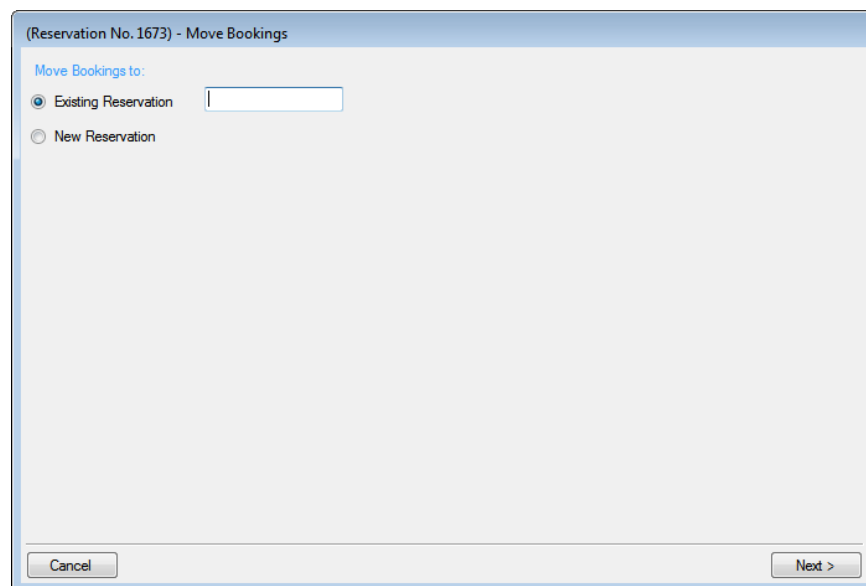 (Reservation No. 1673) - Move Bookings
Move Bookings to:
Existing Reservation
New Reservation
Cancel
Next >